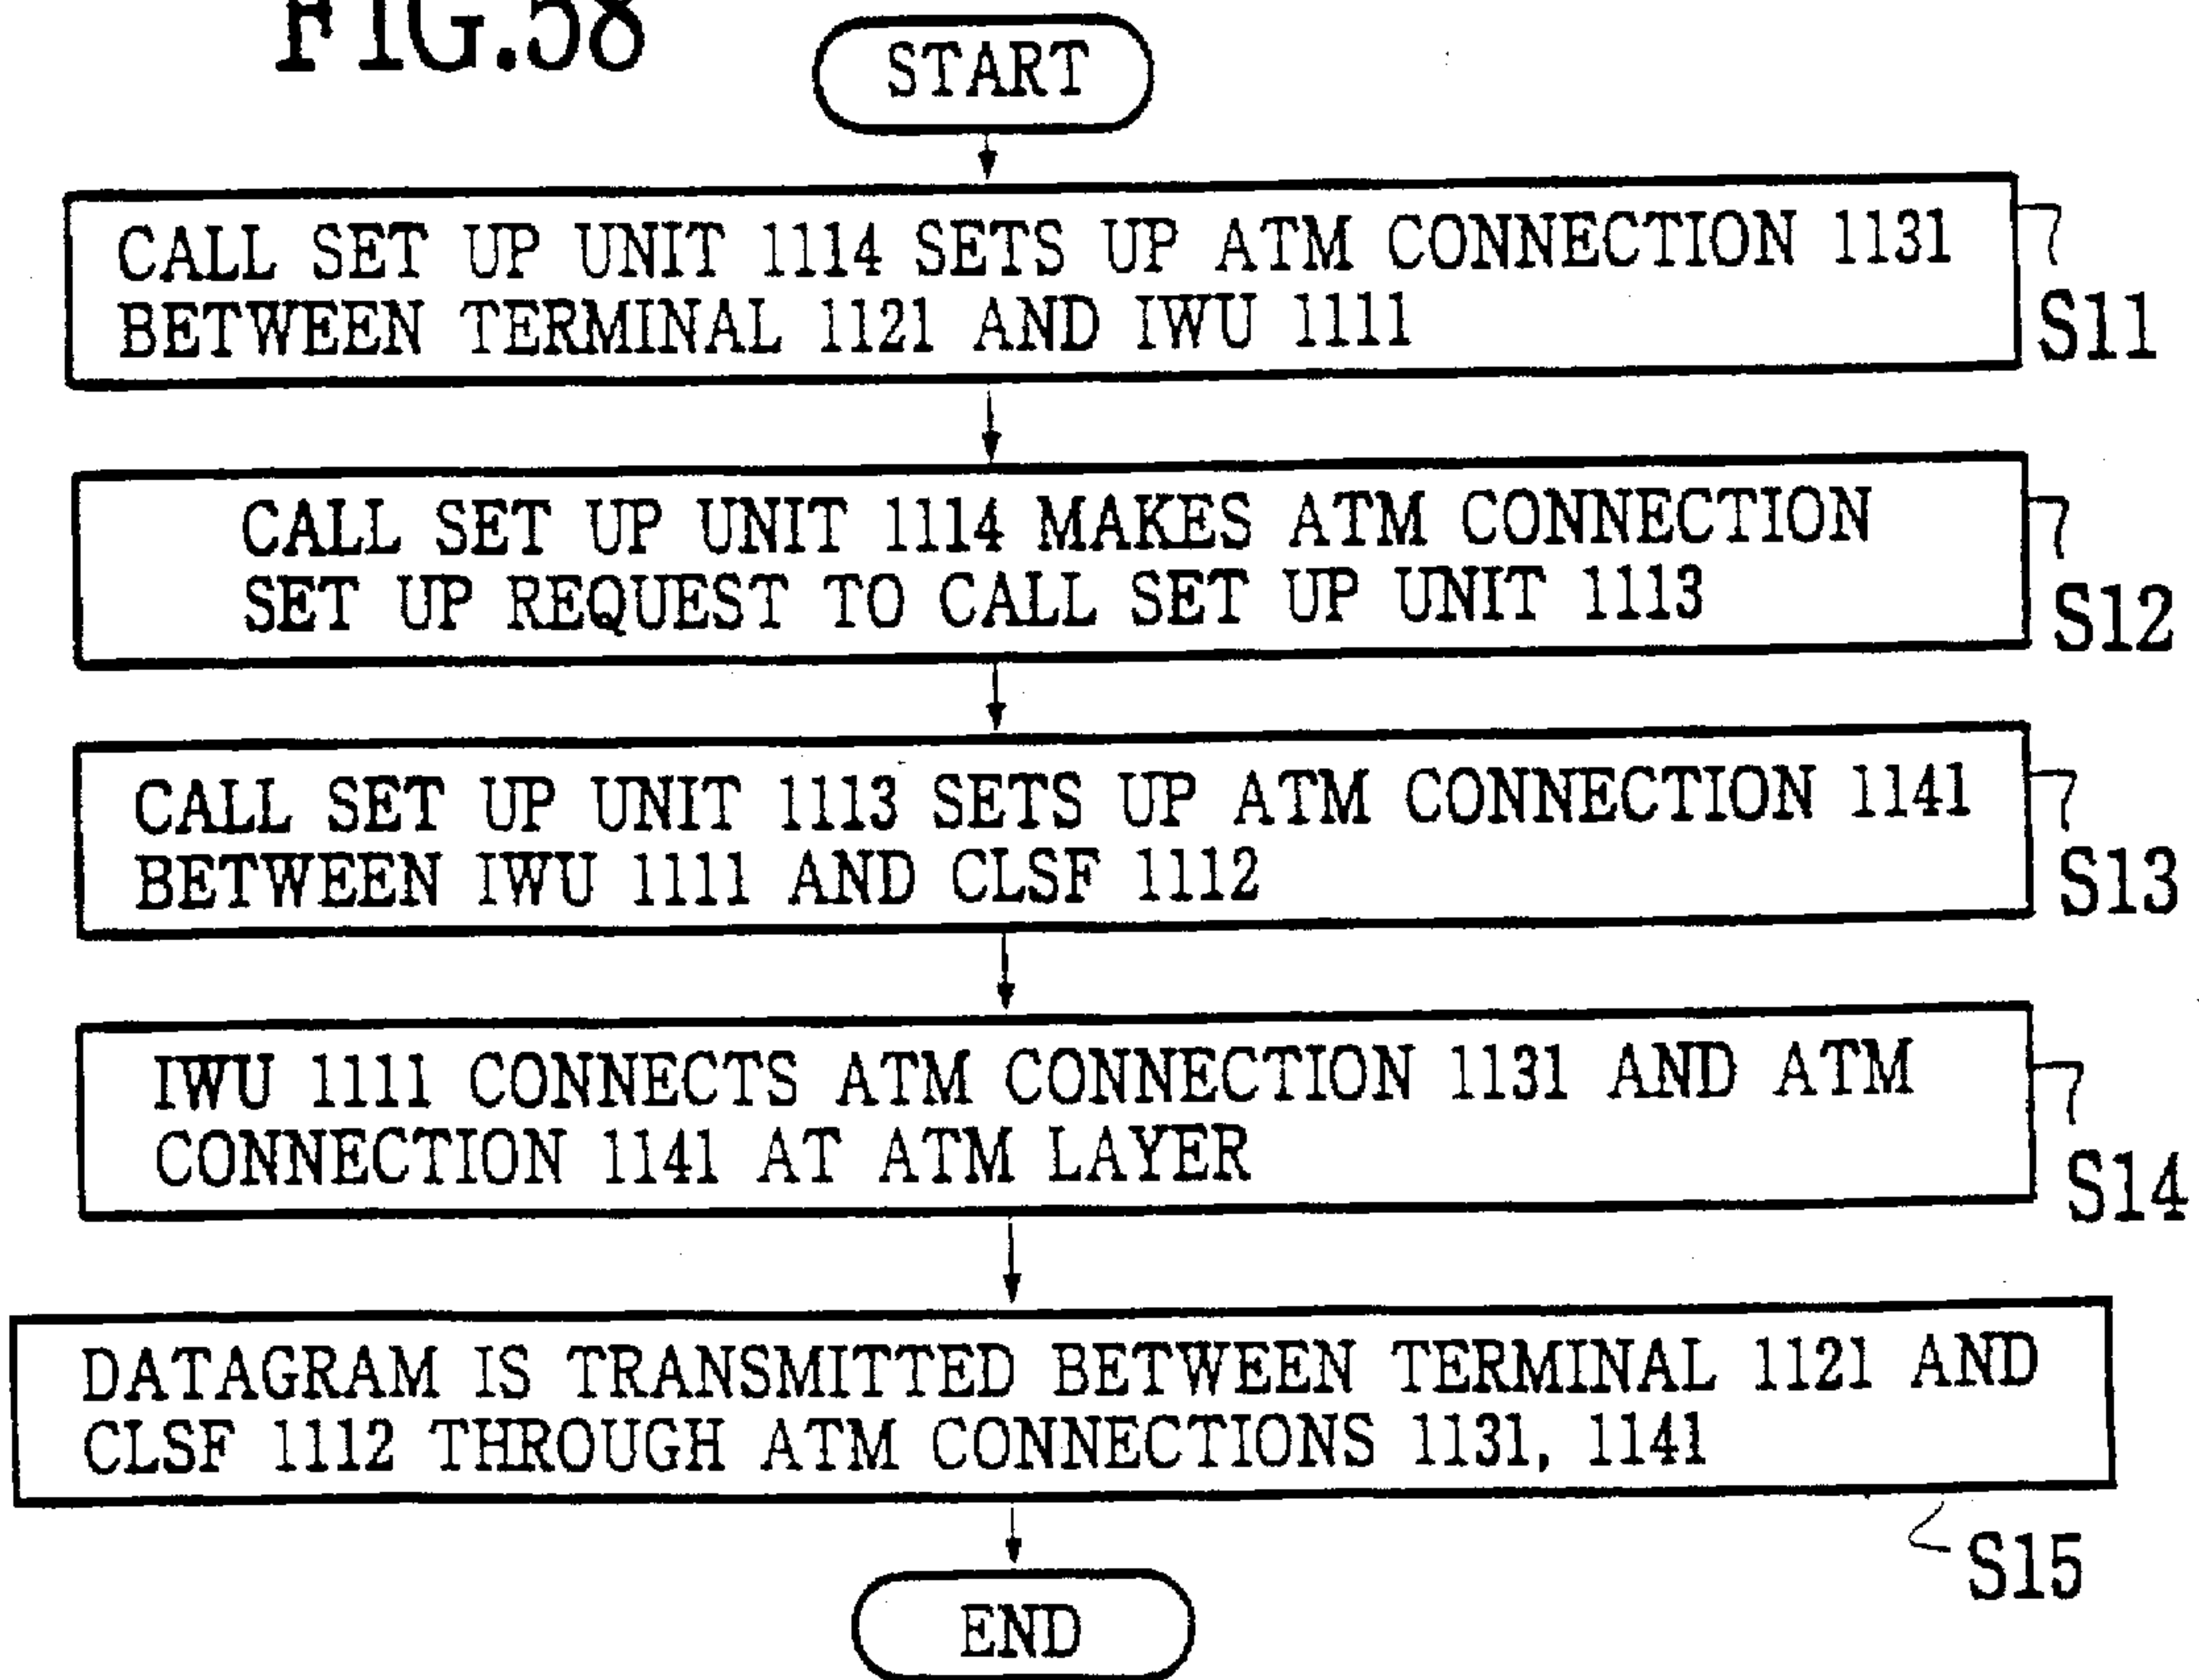 FIG.58
START
CALL SET UP UNIT 1114 SETS UP ATM CONNECTION 1131
BETWEEN TERMINAL 1121 AND IWU 1111
S11
CALL SET UP UNIT 1114 MAKES ATM CONNECTION
SET UP REQUEST TO CALL SET UP UNIT 1113
S12
CALL SET UP UNIT 1113 SETS UP ATM CONNECTION 1141
BETWEEN IWU 1111 AND CLSF 1112
S13
IWU 1111 CONNECTS ATM CONNECTION 1131 AND ATM
CONNECTION 1141 AT ATM LAYER
S14
DATAGRAM IS TRANSMITTED BETWEEN TERMINAL 1121 AND
CLSF 1112 THROUGH ATM CONNECTIONS 1131, 1141
S15
END